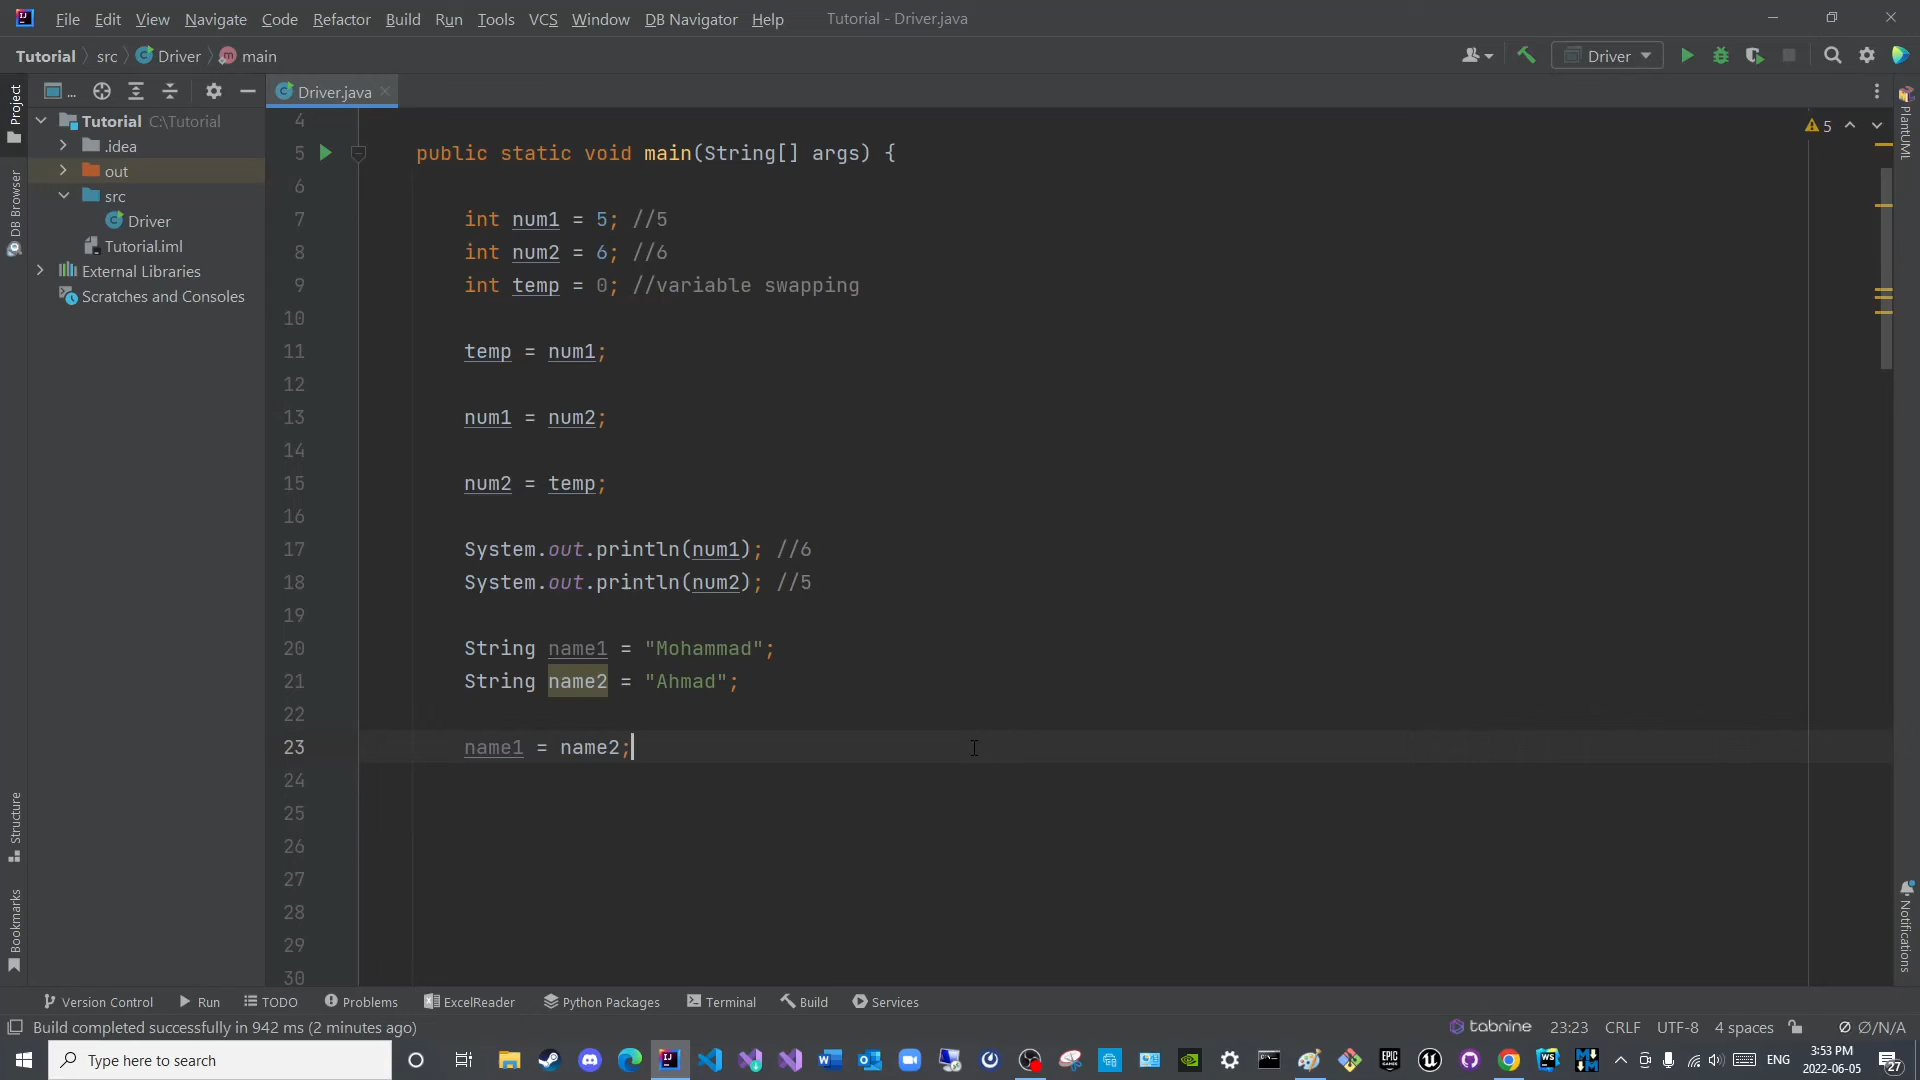 File Edit View Navigate Code Refactor Build Run Tools VCS Window DB Navigator Help Tutorial - Driver.java
Tutorial src Driver main Driver
Project
... Driver.java
Tutorial C:\Tutorial
.idea
out
src
Driver
Tutorial.iml
External Libraries
Scratches and Consoles
DB Browser
Structure
Bookmarks
4
5 public static void main(String[] args) {
6
7 int num1 = 5; //5
8 int num2 = 6; //6
9 int temp = 0; //variable swapping
10
11 temp = num1;
12
13 num1 = num2;
14
15 num2 = temp;
16
17 System.out.println(num1); //6
18 System.out.println(num2); //5
19
20 String name1 = "Mohammad";
21 String name2 = "Ahmad";
22
23 name1 = name2;
24
25
26
27
28
29
30
5
PlantUML
Notifications
Version Control Run TODO Problems ExcelReader Python Packages Terminal Build Services
Build completed successfully in 942 ms (2 minutes ago) tabnine 23:23 CRLF UTF-8 4 spaces Ø/N/A
Type here to search ENG 3:53 PM
2022-06-05
27